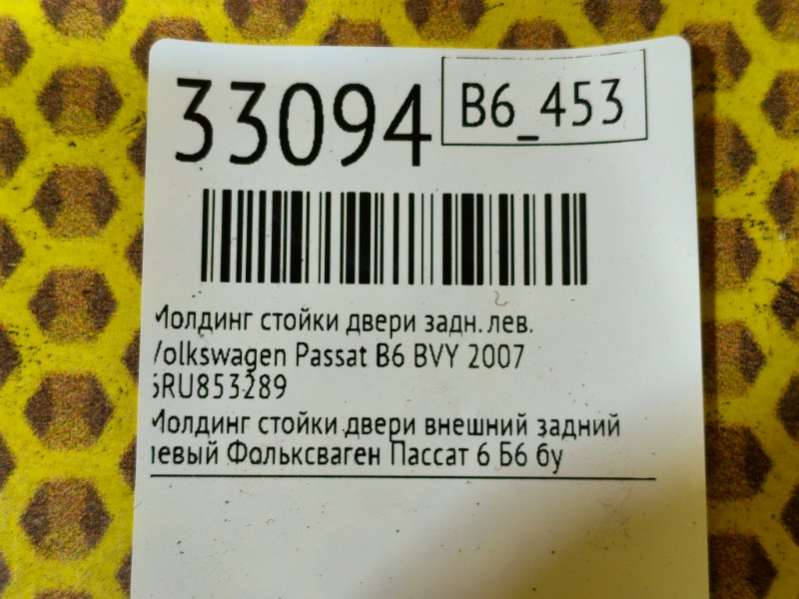 33094 B6_453
Молдинг стойки двери задн. лев.
Volkswagen Passat B6 BVY 2007
5RU853289
Молдинг стойки двери внешний задний
левый Фольксваген Пассат 6 Б6 бу